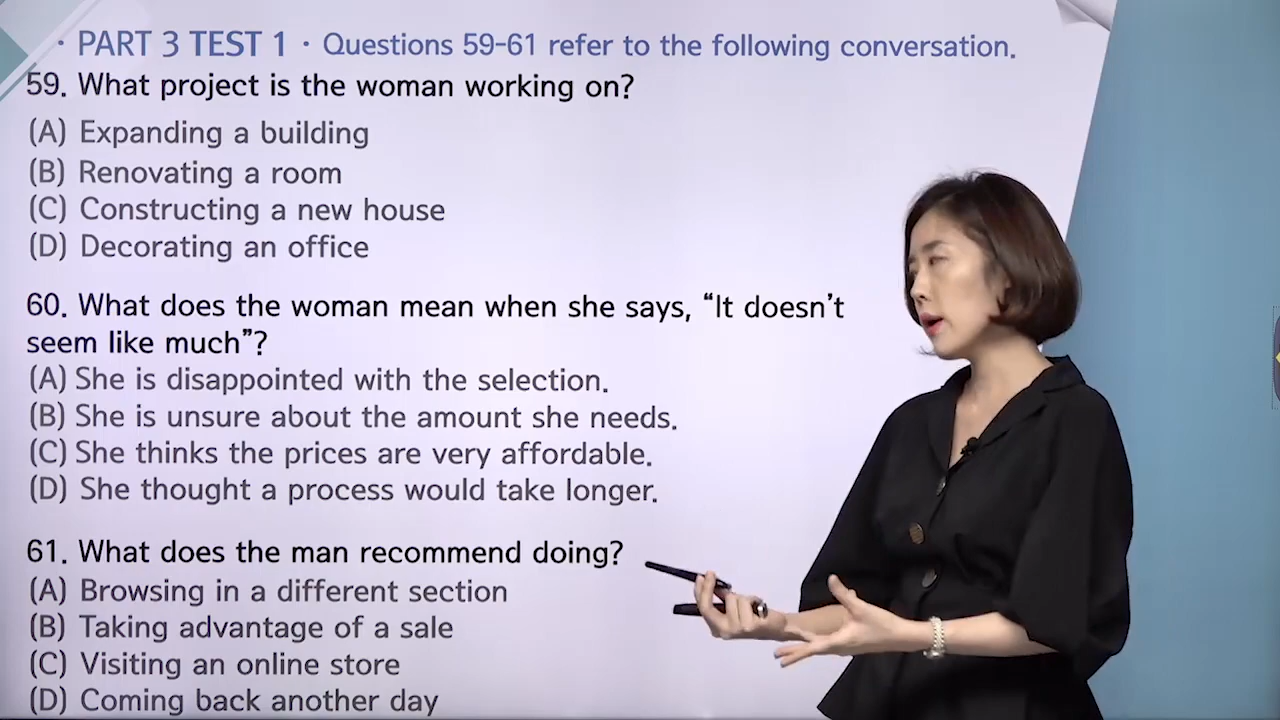 · PART 3 TEST 1 · Questions 59-61 refer to the following conversation.
59. What project is the woman working on?
(A) Expanding a building
(B) Renovating a room
(C) Constructing a new house
(D) Decorating an office
60. What does the woman mean when she says, “It doesn’t
seem like much”?
(A) She is disappointed with the selection.
(B) She is unsure about the amount she needs.
(C) She thinks the prices are very affordable.
(D) She thought a process would take longer.
61. What does the man recommend doing?
(A) Browsing in a different section
(B) Taking advantage of a sale
(C) Visiting an online store
(D) Coming back another day